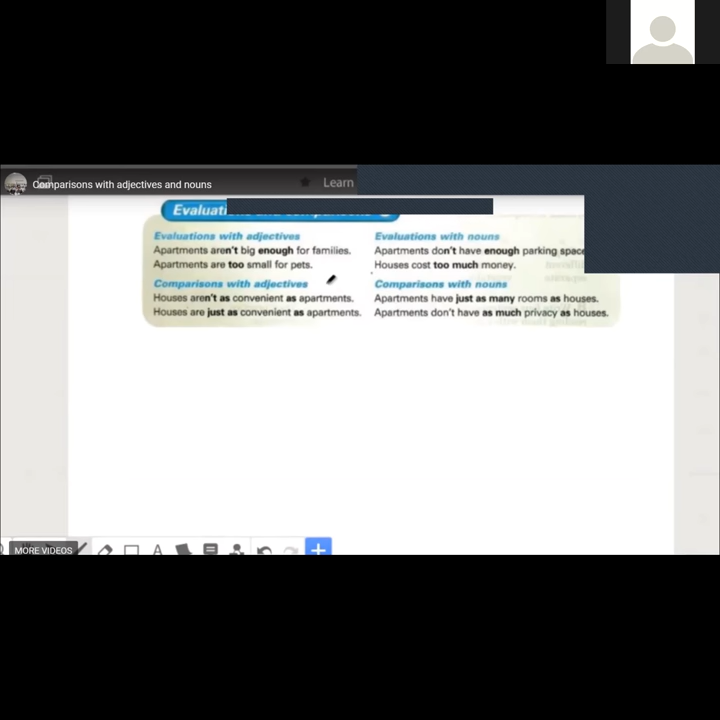 Comparisons with adjectives and nouns
Learn
Evaluations with adjectives
Apartments aren't big enough for families.
Apartments are too small for pets.
Comparisons with adjectives
Houses aren't as convenient as apartments.
Houses are just as convenient as apartments.
Evaluations with nouns
Apartments don't have enough parking space
Houses cost too much money.
Comparisons with nouns
Apartments have just as many rooms as houses.
Apartments don't have as much privacy as houses.
MORE VIDEOS
A